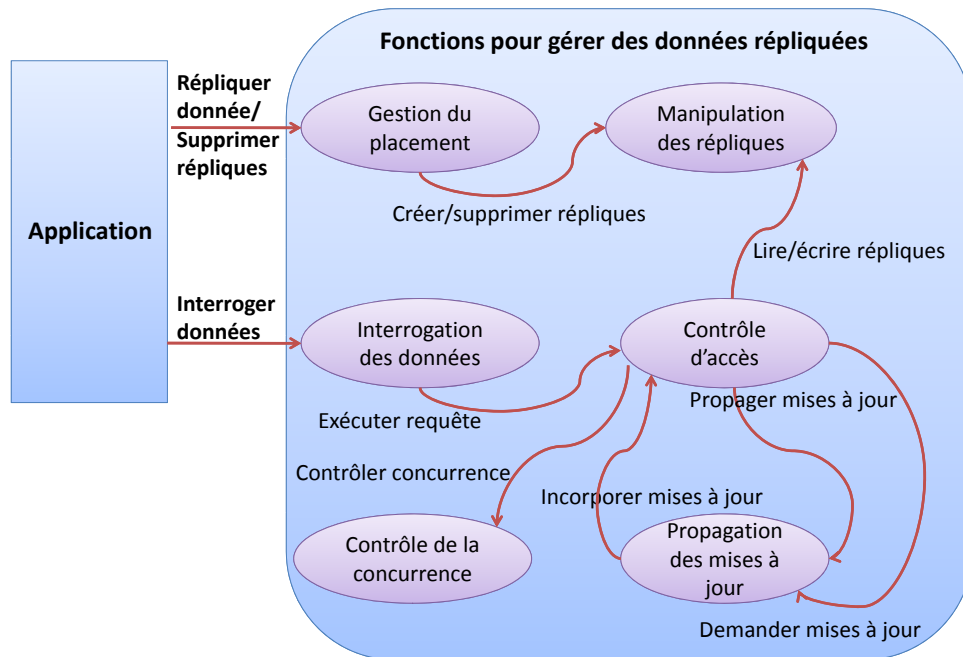 Fonctions pour gérer des données répliquées
Répliquer
donnée/
Supprimer
répliques
Gestion du
placement
Manipulation
des répliques
Créer/supprimer répliques
Application
Lire/écrire répliques
Interroger
données
Interrogation
des données
Contrôle
d’accès
Propager mises à jour
Exécuter requête
Contrôler concurrence
Incorporer mises à jour
Contrôle de la
concurrence
Propagation
des mises à
jour
Demander mises à jour